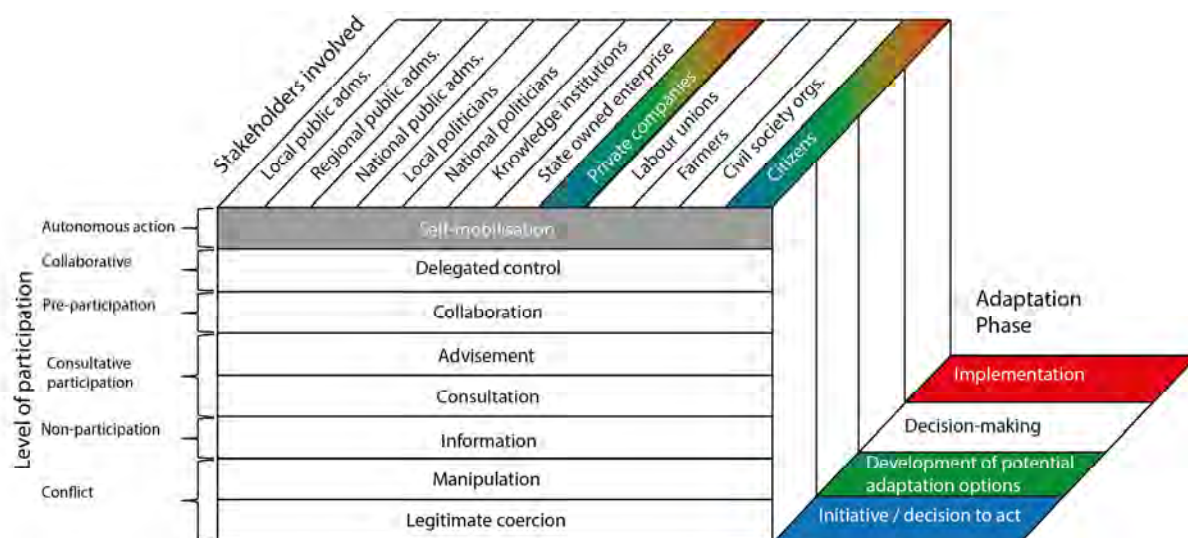 Stakeholders involved
Local public adms.
Regional public adms.
National public adms.
Local politicians
National politicians
Knowledge institutions
State owned enterprise
Private companies
Labour unions
Farmers
Civil society orgs.
Citizens
Level of participation
Autonomous action
Self-mobilisation
Collaborative
Delegated control
Pre-participation
Collaboration
Consultative
participation
Advisement
Consultation
Non-participation
Information
Conflict
Manipulation
Legitimate coercion
Adaptation
Phase
Implementation
Decision-making
Development of potential
adaptation options
Initiative / decision to act